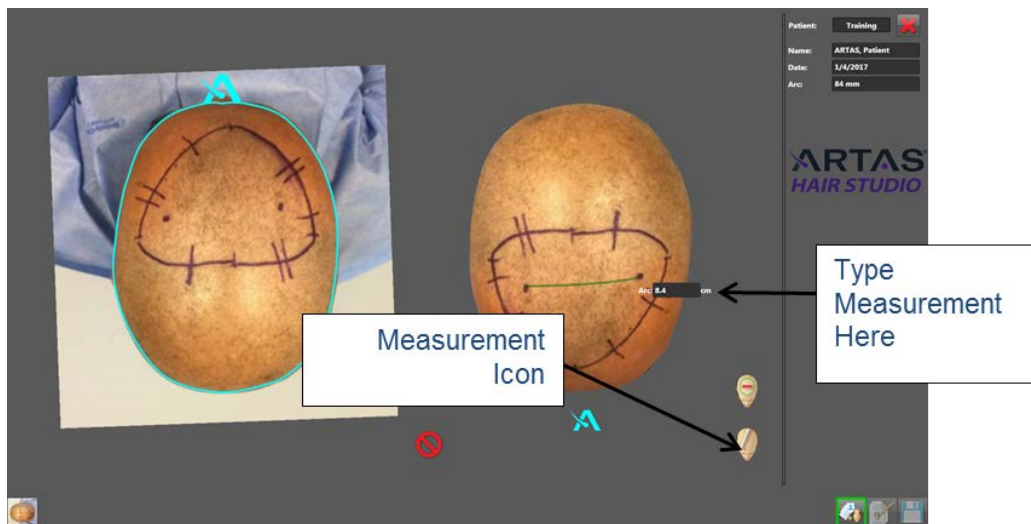 Patient: Training
Name: ARTAS, Patient
Date: 1/4/2017
Arc: 84 mm
ARTAS
HAIR STUDIO
Arc: 8.4 cm
Type
Measurement
Here
Measurement
Icon